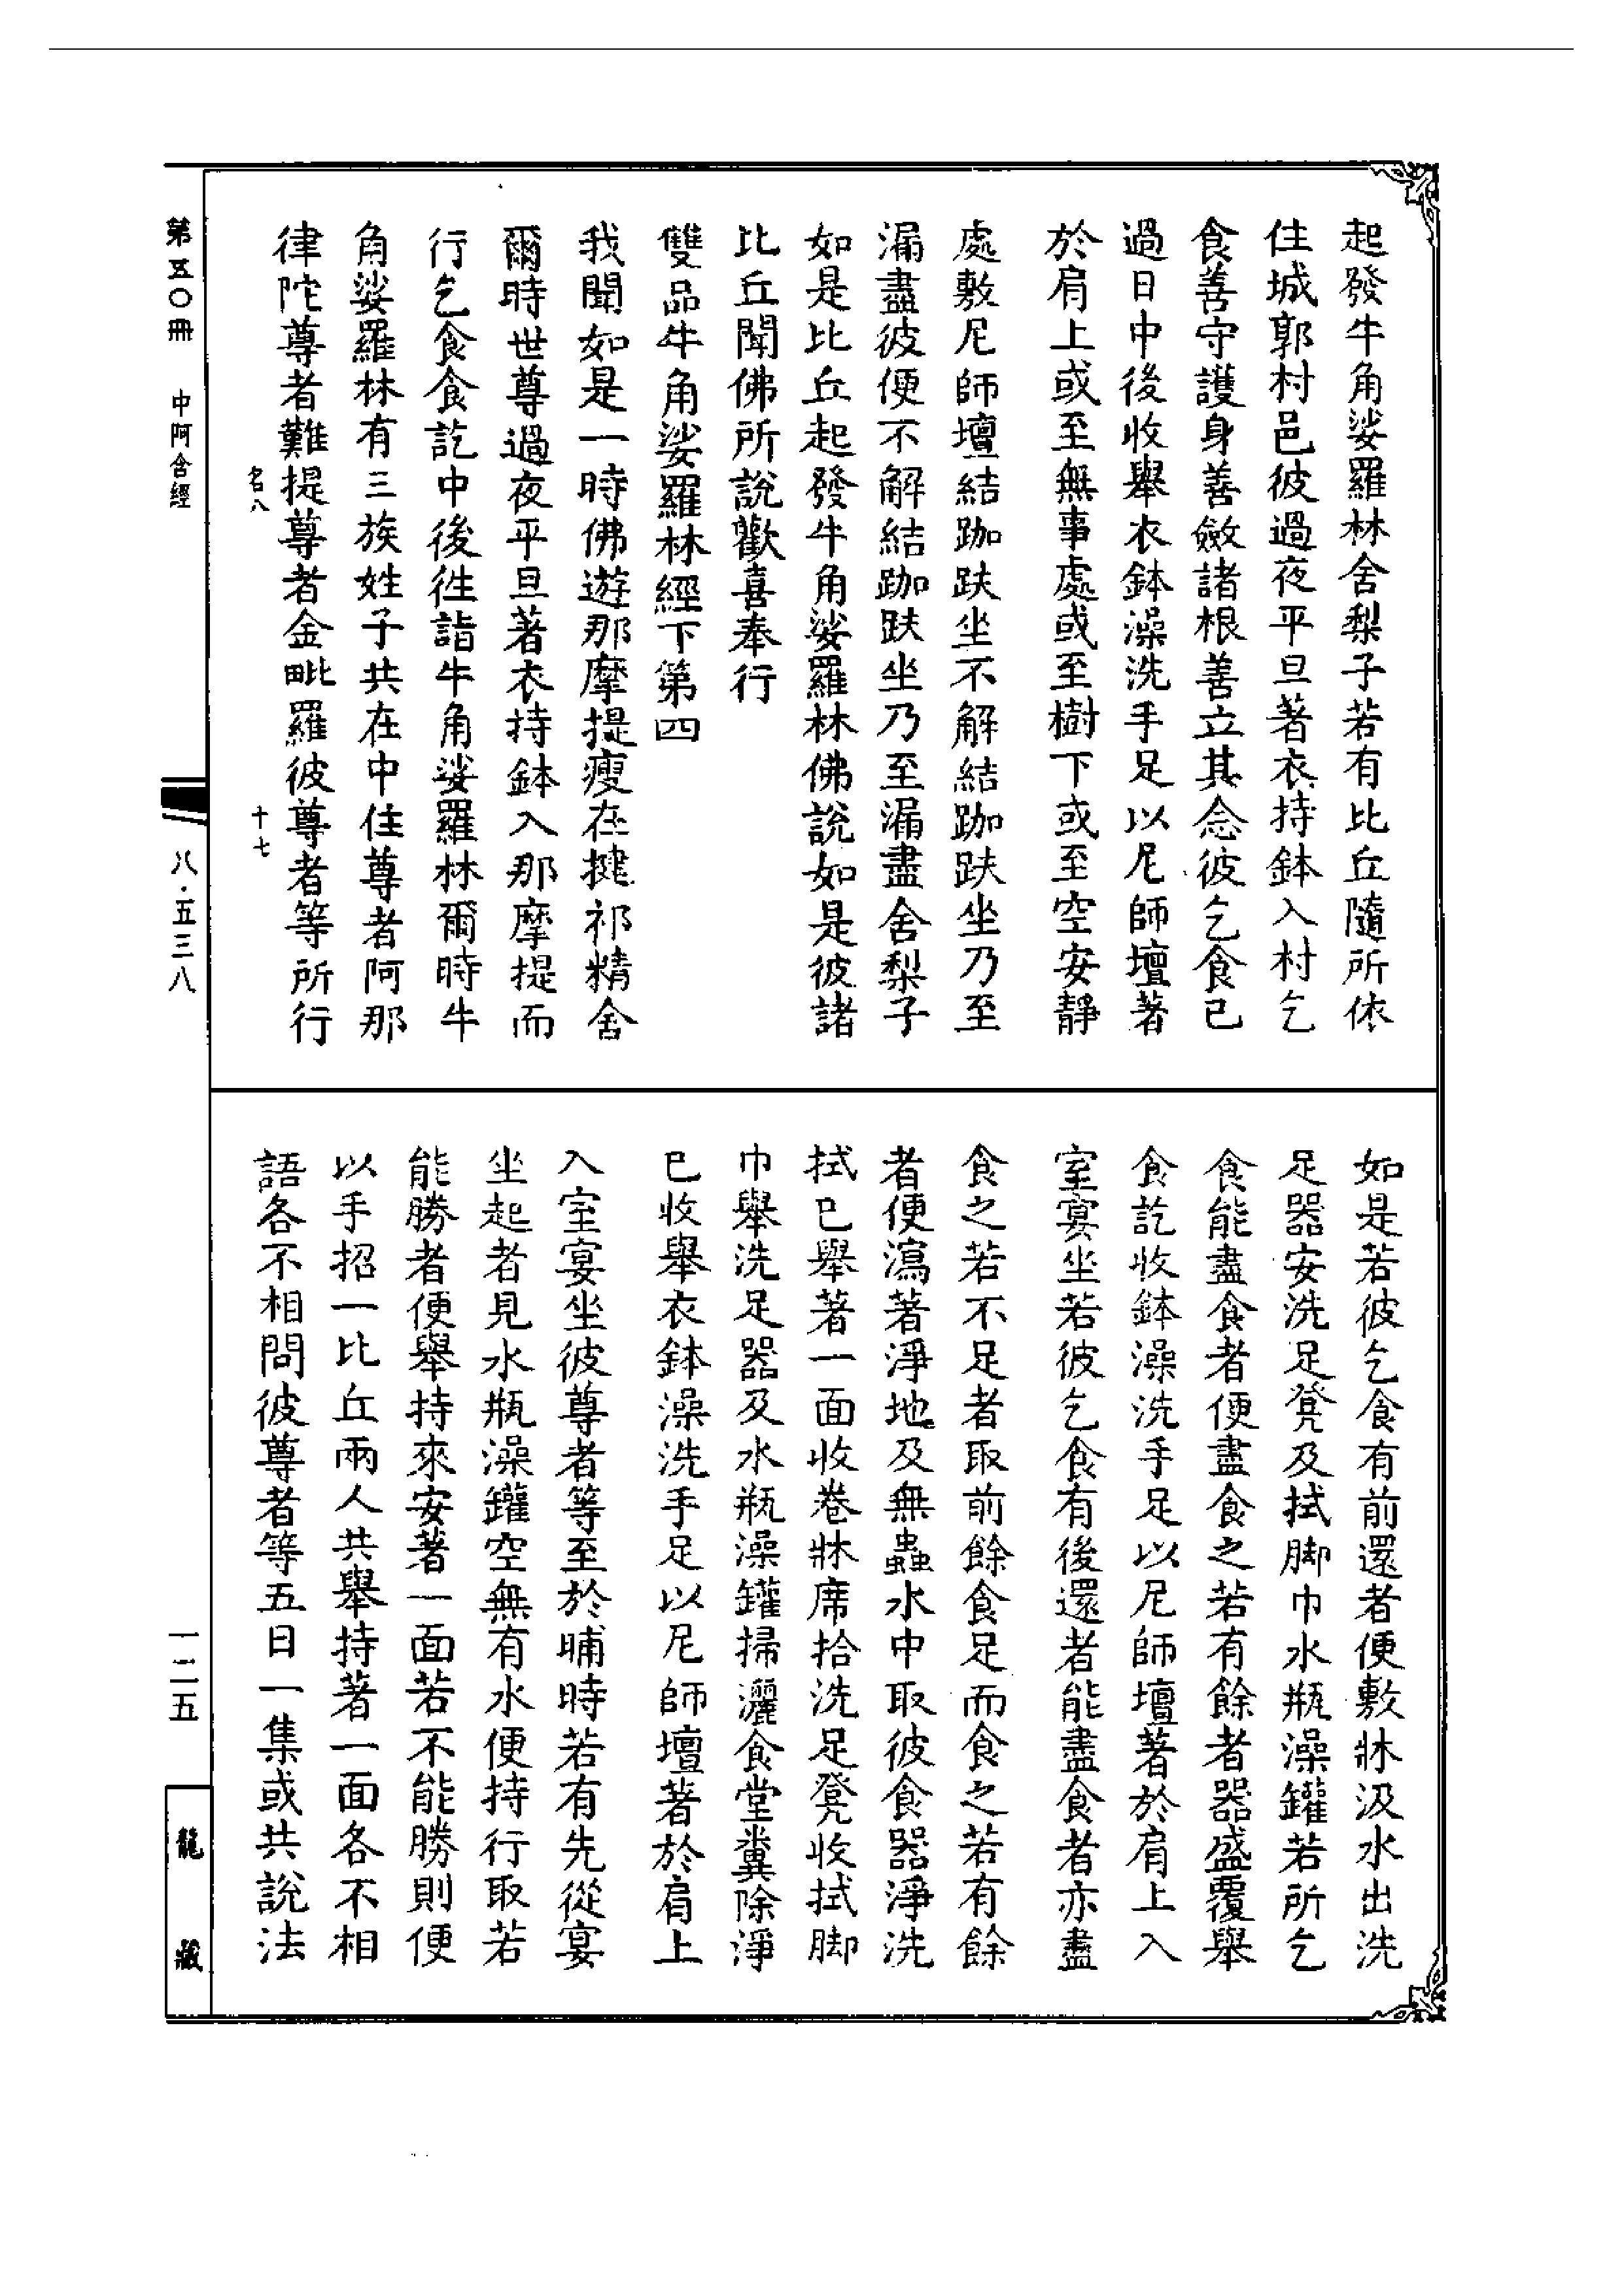 起發牛角娑羅林舍梨子若有比丘隨所依
住城郭村邑彼過夜平旦著衣持鉢入村乞
食善守護身善斂諸根善立其念彼乞食已
過日中後收舉衣鉢澡洗手足以尼師壇著
於肩上或至無事處或至樹下或至空安靜
處敷尼師壇結跏趺坐不解結跏趺坐乃至
漏盡彼便不解結跏趺坐乃至漏盡舍梨子
如是比丘起發牛角娑羅林佛說如是彼諸
比丘聞佛所說歡喜奉行
雙品牛角娑羅林經下第四
我聞如是一時佛遊那摩提瘦在揵祁精舍
爾時世尊過夜平旦著衣持鉢入那摩提而
行乞食食訖中後往詣牛角娑羅林爾時牛
角娑羅林有三族姓子共在中住尊者阿那
律陀尊者難提尊者金毗羅彼尊者等所行
名八
十七
如是若彼乞食有前還者便敷牀汲水出洗
足器安洗足凳及拭脚巾水瓶澡罐若所乞
食能盡食者便盡食之若有餘者器盛覆舉
食訖收鉢澡洗手足以尼師壇著於肩上入
室宴坐若彼乞食有後還者能盡食者亦盡
食之若不足者取前餘食足而食之若有餘
者便瀉著淨地及無蟲水中取彼食器淨洗
拭已舉著一面收卷牀席拾洗足凳收拭脚
巾舉洗足器及水瓶澡罐掃灑食堂糞除淨
已收舉衣鉢澡洗手足以尼師壇著於肩上
入室宴坐彼尊者等至於晡時若有先從宴
坐起者見水瓶澡罐空無有水便持行取若
能勝者便舉持來安著一面若不能勝則便
以手招一比丘兩人共舉持著一面各不相
語各不相問彼尊者等五日一集或共說法
第五〇冊
中阿含經
八·五三八
一二五
龍藏